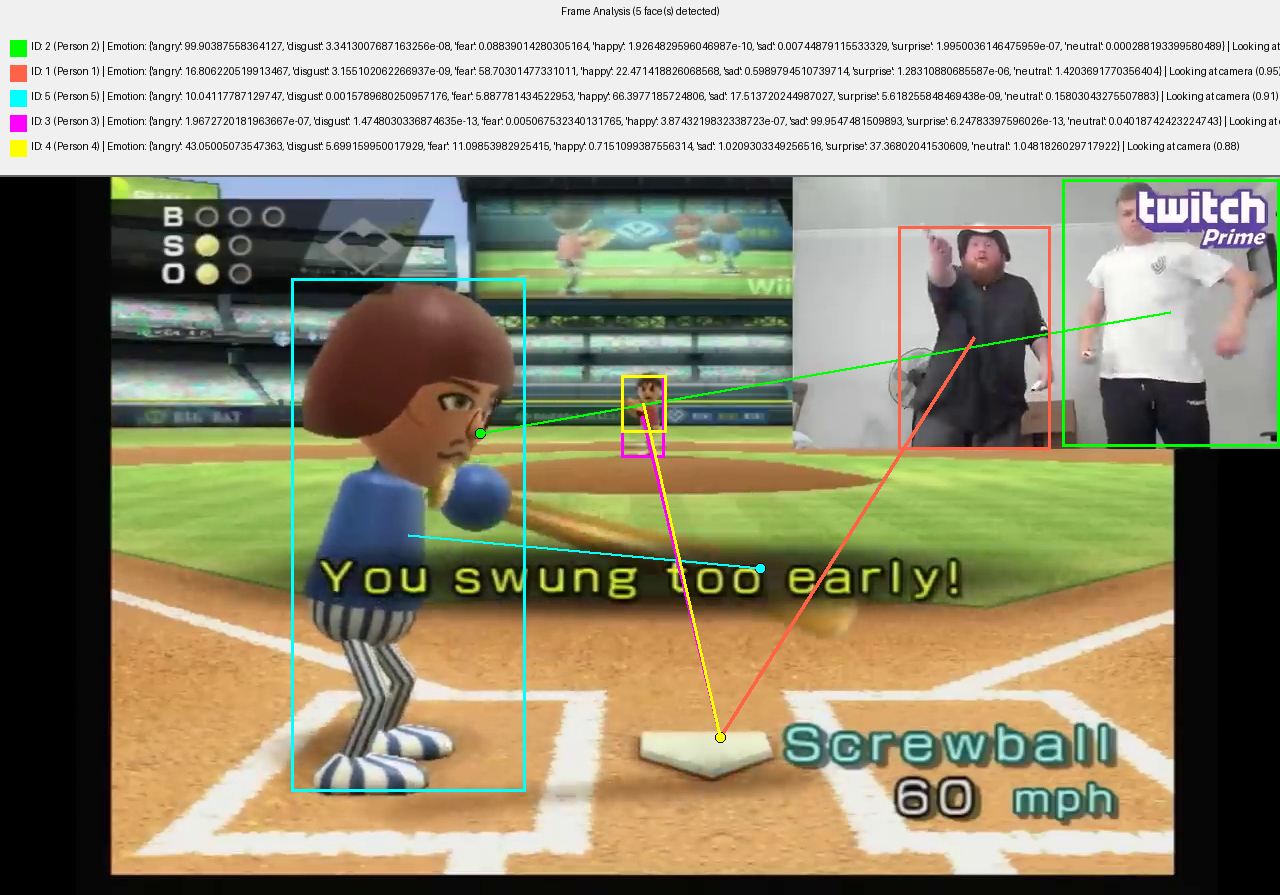 Frame Analysis (5 face(s) detected)
ID: 2 (Person 2) | Emotion: {'angry': 99.90387558364127, 'disgust': 3.3413007687163256e-08, 'fear': 0.08839014280305164, 'happy': 1.9264829596046987e-10, 'sad': 0.00744879115533329, 'surprise': 1.9950036146475959e-07, 'neutral': 0.000288193399580489} | Looking at
ID: 1 (Person 1) | Emotion: {'angry': 16.806220519913467, 'disgust': 3.155102062266937e-09, 'fear': 58.70301477331011, 'happy': 22.471418826068568, 'sad': 0.5989794510739714, 'surprise': 1.28310880685587e-06, 'neutral': 1.4203691770356404} | Looking at camera (0.95)
ID: 5 (Person 5) | Emotion: {'angry': 10.04117787129747, 'disgust': 0.0015789680250957176, 'fear': 5.887781434522953, 'happy': 66.3977185724806, 'sad': 17.513720244987027, 'surprise': 5.618255848469438e-09, 'neutral': 0.15803043275507883} | Looking at camera (0.91)
ID: 3 (Person 3) | Emotion: {'angry': 1.9672720181963667e-07, 'disgust': 1.4748030336874635e-13, 'fear': 0.005067532340131765, 'happy': 3.8743219832338723e-07, 'sad': 99.9547481509893, 'surprise': 6.24783397596026e-13, 'neutral': 0.04018742423224743} | Looking at
ID: 4 (Person 4) | Emotion: {'angry': 43.05005073547363, 'disgust': 5.699159950017929, 'fear': 11.09853982925415, 'happy': 0.7151099387556314, 'sad': 1.020930349256516, 'surprise': 37.36802041530609, 'neutral': 1.0481826029717922} | Looking at camera (0.88)
B
S
O
Wii
twitch
Prime
BIG BAT
You swung too early!
Screwball
60 mph